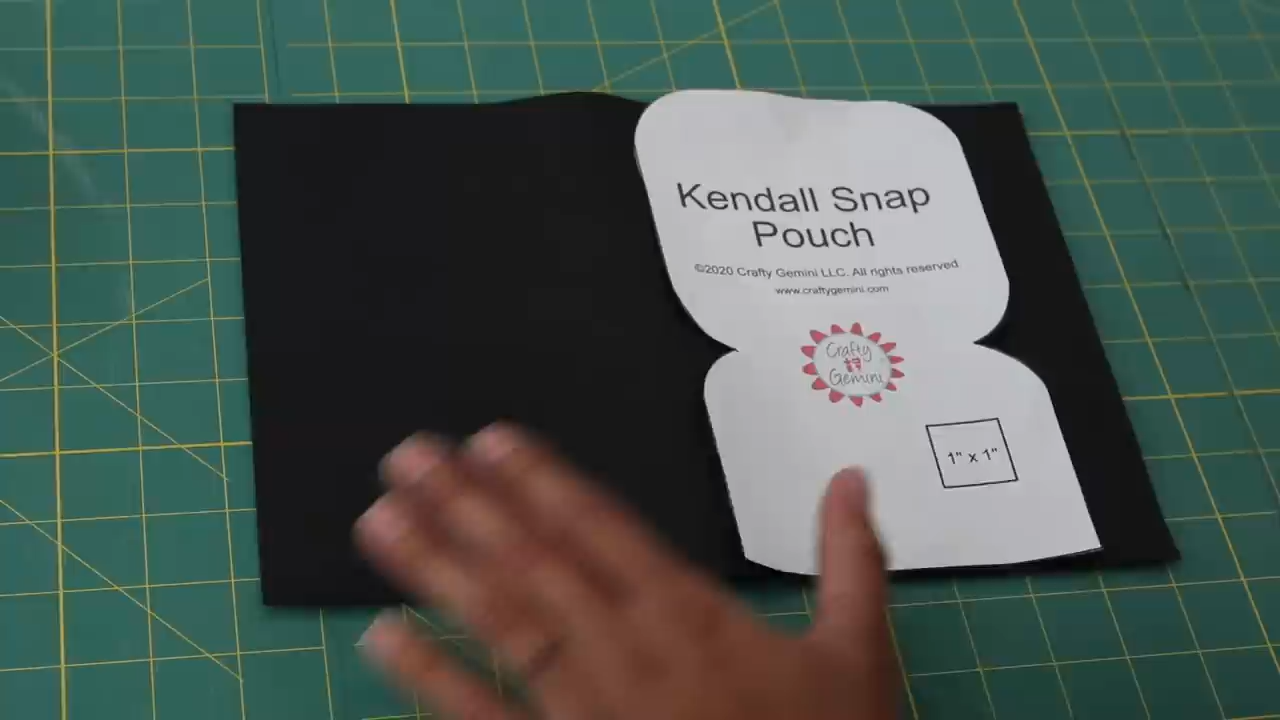 Kendall Snap
Pouch
©2020 Crafty Gemini LLC. All rights reserved
www.craftygemini.com
Crafty
Gemini
1" x 1"